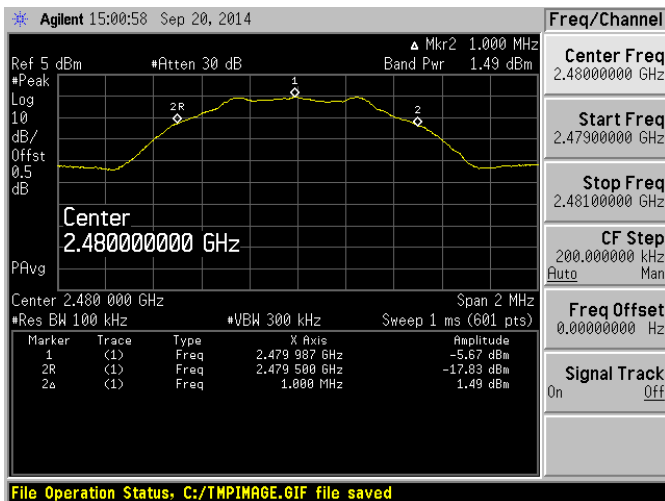 Agilent 15:00:58 Sep 20, 2014
Freq/Channel
Δ Mkr2 1.000 MHz
Ref 5 dBm #Atten 30 dB Band Pwr 1.49 dBm
#Peak
Log
10
dB/
Offst
0.5
dB
PAvg
1
2R
2
Center
2.480000000 GHz
Center 2.480 000 GHz Span 2 MHz
#Res BW 100 kHz #VBW 300 kHz Sweep 1 ms (601 pts)
Marker Trace Type X Axis Amplitude
1 (1) Freq 2.479 987 GHz -5.67 dBm
2R (1) Freq 2.479 500 GHz -17.83 dBm
2Δ (1) Freq 1.000 MHz 1.49 dBm
Center Freq
2.48000000 GHz
Start Freq
2.47900000 GHz
Stop Freq
2.48100000 GHz
CF Step
200.000000 kHz
Auto Man
Freq Offset
0.00000000 Hz
Signal Track
On Off
File Operation Status, C:/TMPIMAGE.GIF file saved